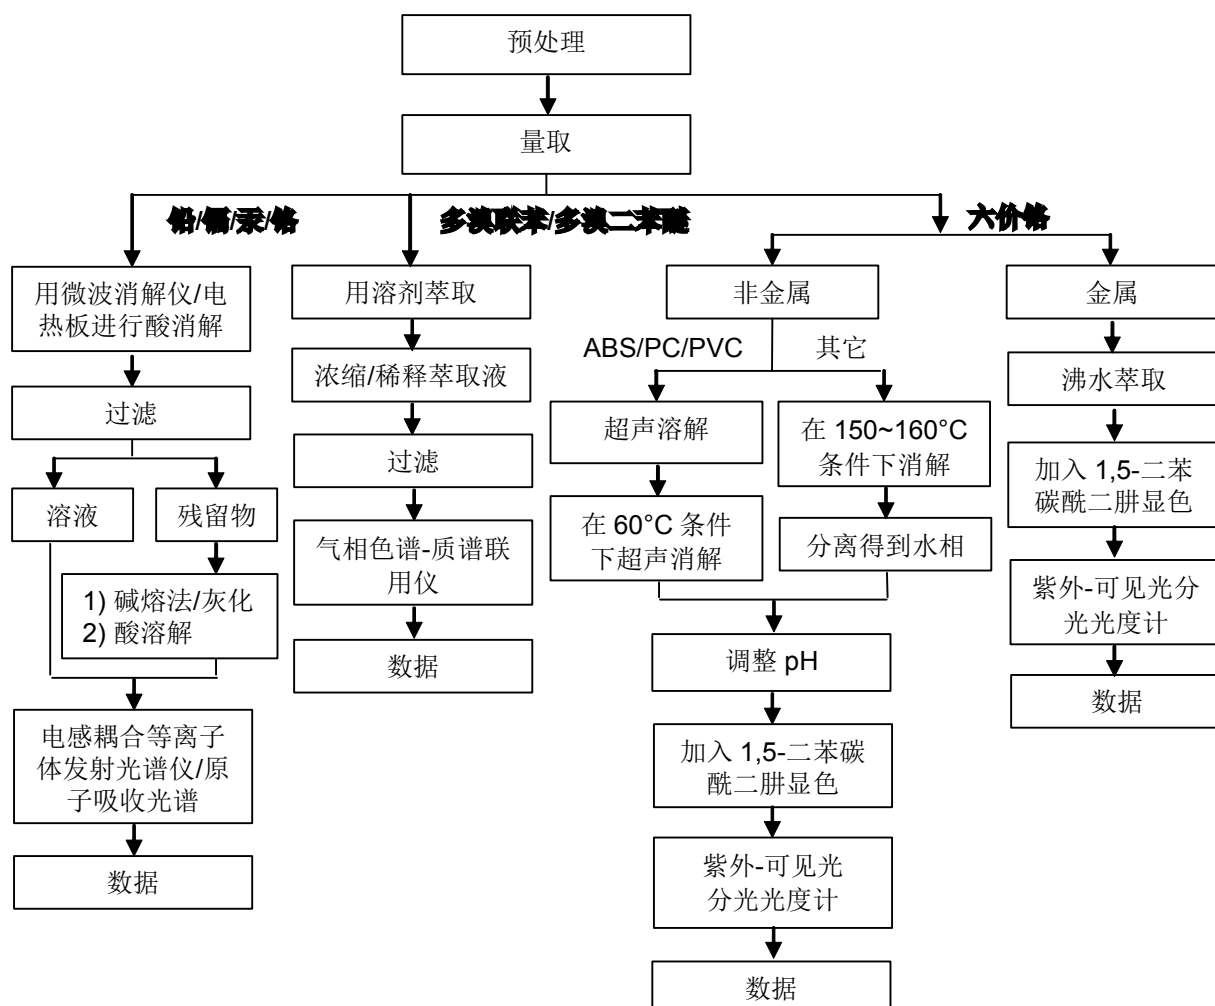 预处理
量取
铅/镉/汞/铬
多溴联苯/多溴二苯醚
六价铬
用微波消解仪/电
热板进行酸消解
过滤
溶液
残留物
1) 碱熔法/灰化
2) 酸溶解
电感耦合等离子
体发射光谱仪/原
子吸收光谱
数据
用溶剂萃取
浓缩/稀释萃取液
过滤
气相色谱-质谱联
用仪
数据
非金属
ABS/PC/PVC
其它
超声溶解
在 60°C 条件
下超声消解
在 150~160°C
条件下消解
分离得到水相
调整 pH
加入 1,5-二苯碳
酰二肼显色
紫外-可见光
分光光度计
数据
金属
沸水萃取
加入 1,5-二苯
碳酰二肼显色
紫外-可见光分
光光度计
数据